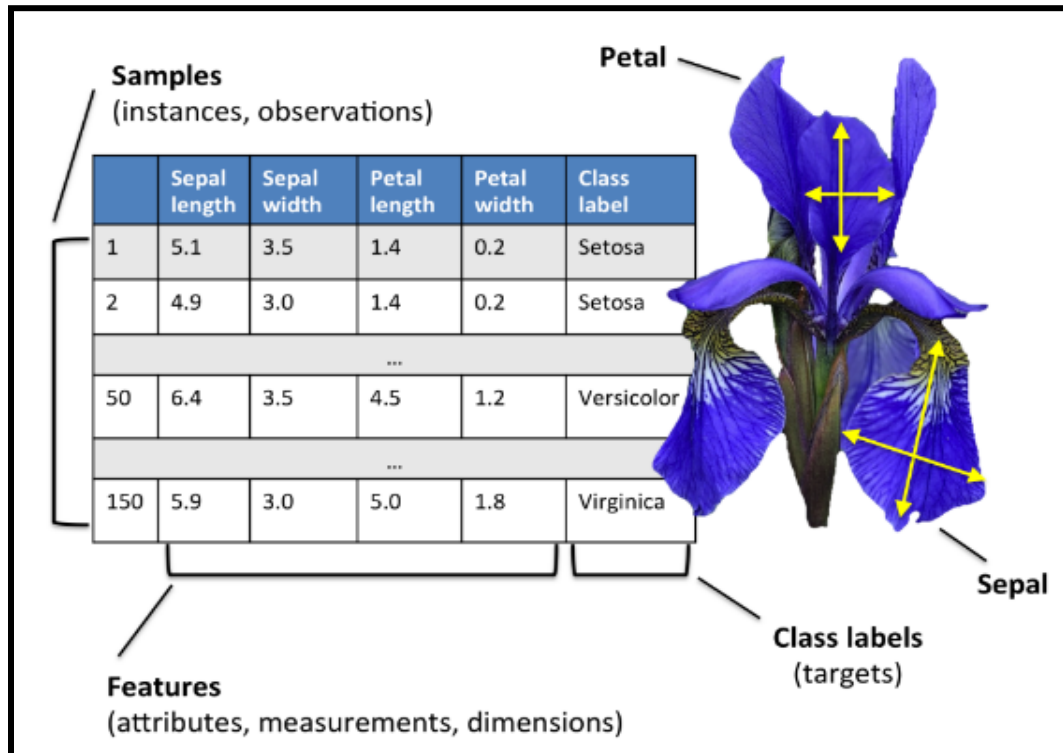 Samples
(instances, observations)
Petal
Sepal length Sepal width Petal length Petal width Class label
1 5.1 3.5 1.4 0.2 Setosa
2 4.9 3.0 1.4 0.2 Setosa
...
50 6.4 3.5 4.5 1.2 Versicolor
...
150 5.9 3.0 5.0 1.8 Virginica
Sepal
Class labels
(targets)
Features
(attributes, measurements, dimensions)